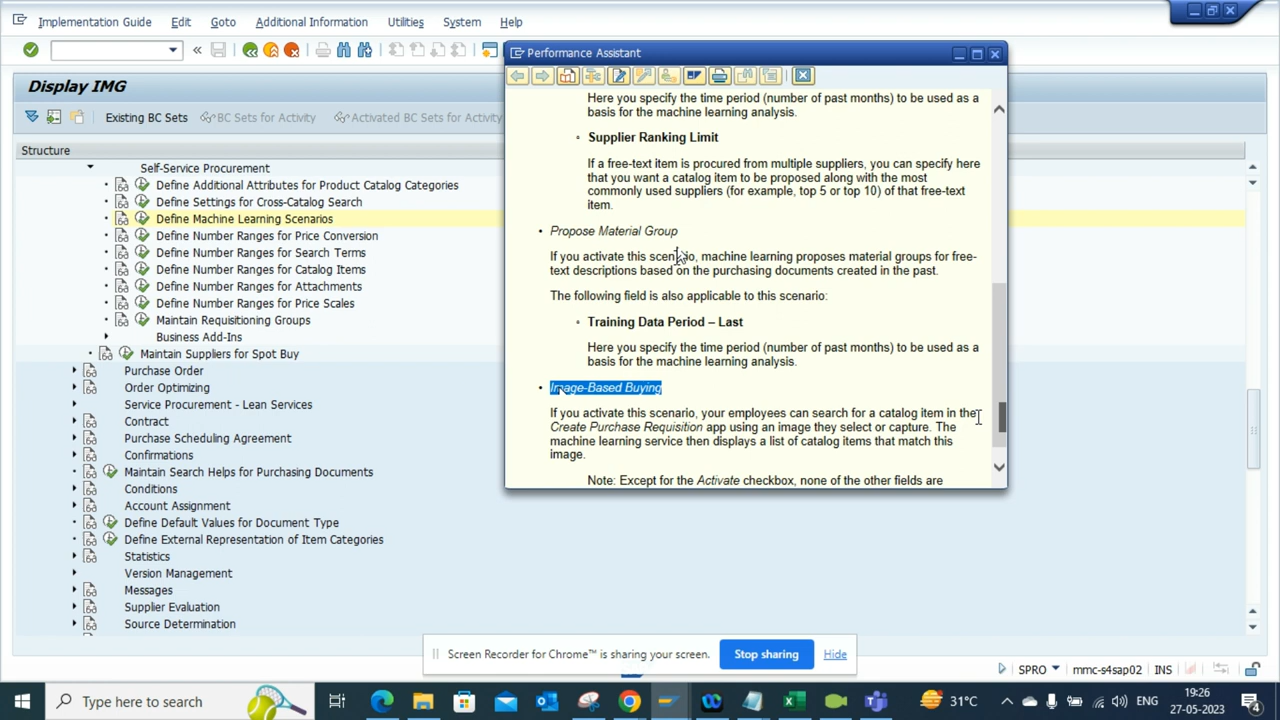 Implementation Guide Edit Goto Additional Information Utilities System Help
Display IMG
Existing BC Sets BC Sets for Activity Activated BC Sets for Activity
Structure
Self-Service Procurement
Define Additional Attributes for Product Catalog Categories
Define Settings for Cross-Catalog Search
Define Machine Learning Scenarios
Define Number Ranges for Price Conversion
Define Number Ranges for Search Terms
Define Number Ranges for Catalog Items
Define Number Ranges for Attachments
Define Number Ranges for Price Scales
Maintain Requisitioning Groups
Business Add-Ins
Maintain Suppliers for Spot Buy
Purchase Order
Order Optimizing
Service Procurement - Lean Services
Contract
Purchase Scheduling Agreement
Confirmations
Maintain Search Helps for Purchasing Documents
Conditions
Account Assignment
Define Default Values for Document Type
Define External Representation of Item Categories
Statistics
Version Management
Messages
Supplier Evaluation
Source Determination
Performance Assistant
Here you specify the time period (number of past months) to be used as a
basis for the machine learning analysis.
Supplier Ranking Limit
If a free-text item is procured from multiple suppliers, you can specify here
that you want a catalog item to be proposed along with the most
commonly used suppliers (for example, top 5 or top 10) of that free-text
item.
Propose Material Group
If you activate this scenario, machine learning proposes material groups for free-
text descriptions based on the purchasing documents created in the past.
The following field is also applicable to this scenario:
Training Data Period – Last
Here you specify the time period (number of past months) to be used as a
basis for the machine learning analysis.
Image-Based Buying
If you activate this scenario, your employees can search for a catalog item in the
Create Purchase Requisition app using an image they select or capture. The
machine learning service then displays a list of catalog items that match this
image.
Note: Except for the Activate checkbox, none of the other fields are
Screen Recorder for Chrome™ is sharing your screen. Stop sharing Hide
SPRO mmc-s4sap02 INS
Type here to search 31°C ENG 19:26
27-05-2023 4